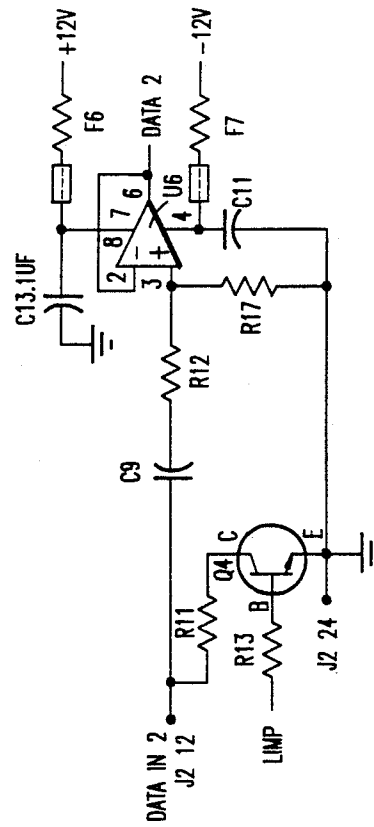 +12V
F6
C13.1UF
8
7
2
6
DATA 2
3
4
U6
-12V
F7
C11
C9
R12
R17
DATA IN 2
J2 12
R11
C
Q4
B
E
R13
LIMP
J2 24